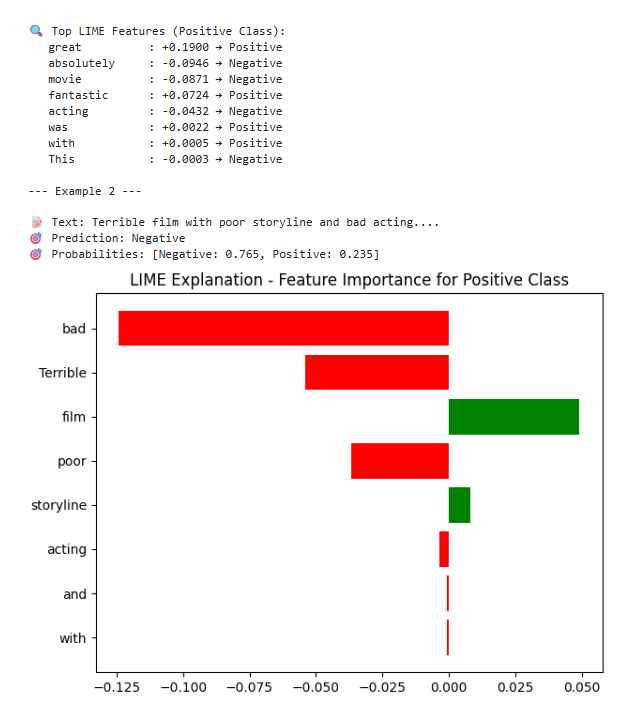 🔍 Top LIME Features (Positive Class):
great : +0.1900 → Positive
absolutely : -0.0946 → Negative
movie : -0.0871 → Negative
fantastic : +0.0724 → Positive
acting : -0.0432 → Negative
was : +0.0022 → Positive
with : +0.0005 → Positive
This : -0.0003 → Negative
--- Example 2 ---
📝 Text: Terrible film with poor storyline and bad acting....
🎯 Prediction: Negative
🎯 Probabilities: [Negative: 0.765, Positive: 0.235]
LIME Explanation - Feature Importance for Positive Class
bad
Terrible
film
poor
storyline
acting
and
with
−0.125 −0.100 −0.075 −0.050 −0.025 0.000 0.025 0.050